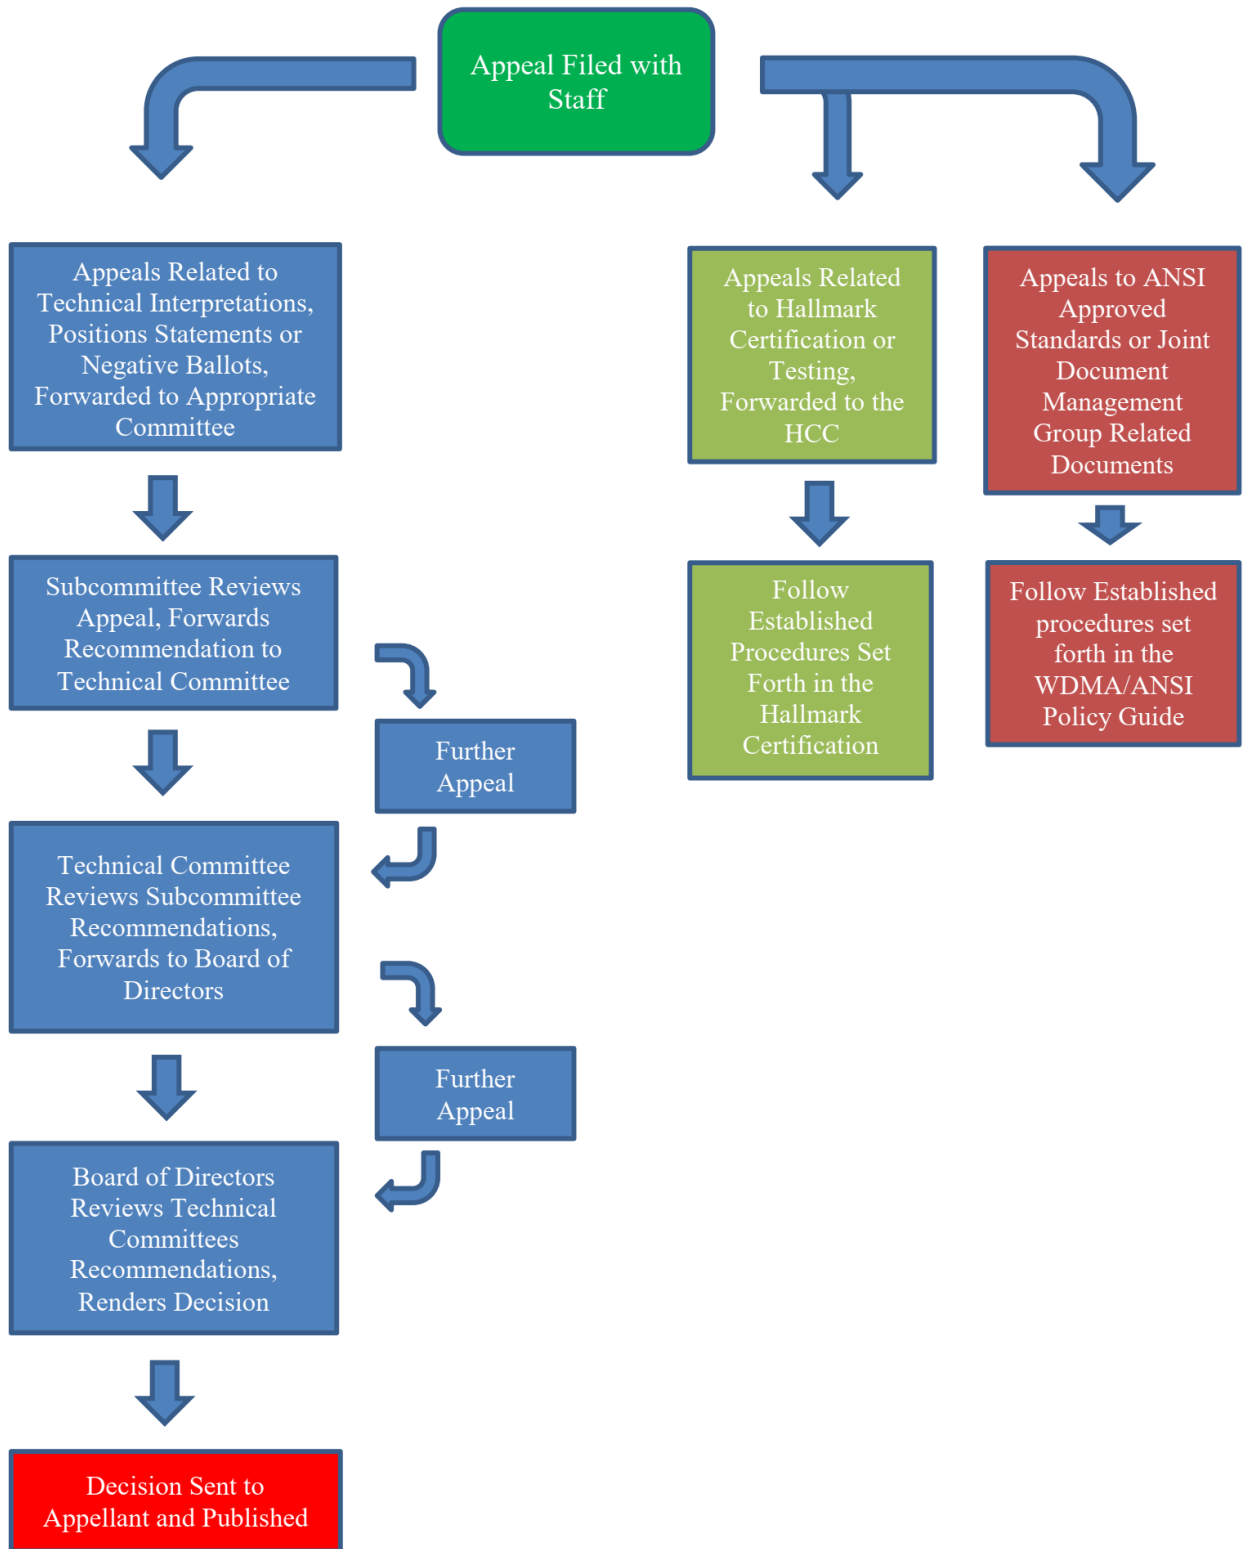 Appeal Filed with
Staff
Appeals Related to
Technical Interpretations,
Positions Statements or
Negative Ballots,
Forwarded to Appropriate
Committee
Appeals Related
to Hallmark
Certification or
Testing,
Forwarded to the
HCC
Appeals to ANSI
Approved
Standards or Joint
Document
Management
Group Related
Documents
Subcommittee Reviews
Appeal, Forwards
Recommendation to
Technical Committee
Follow
Established
Procedures Set
Forth in the
Hallmark
Certification
Follow Established
procedures set
forth in the
WDMA/ANSI
Policy Guide
Further
Appeal
Technical Committee
Reviews Subcommittee
Recommendations,
Forwards to Board of
Directors
Further
Appeal
Board of Directors
Reviews Technical
Committees
Recommendations,
Renders Decision
Decision Sent to
Appellant and Published